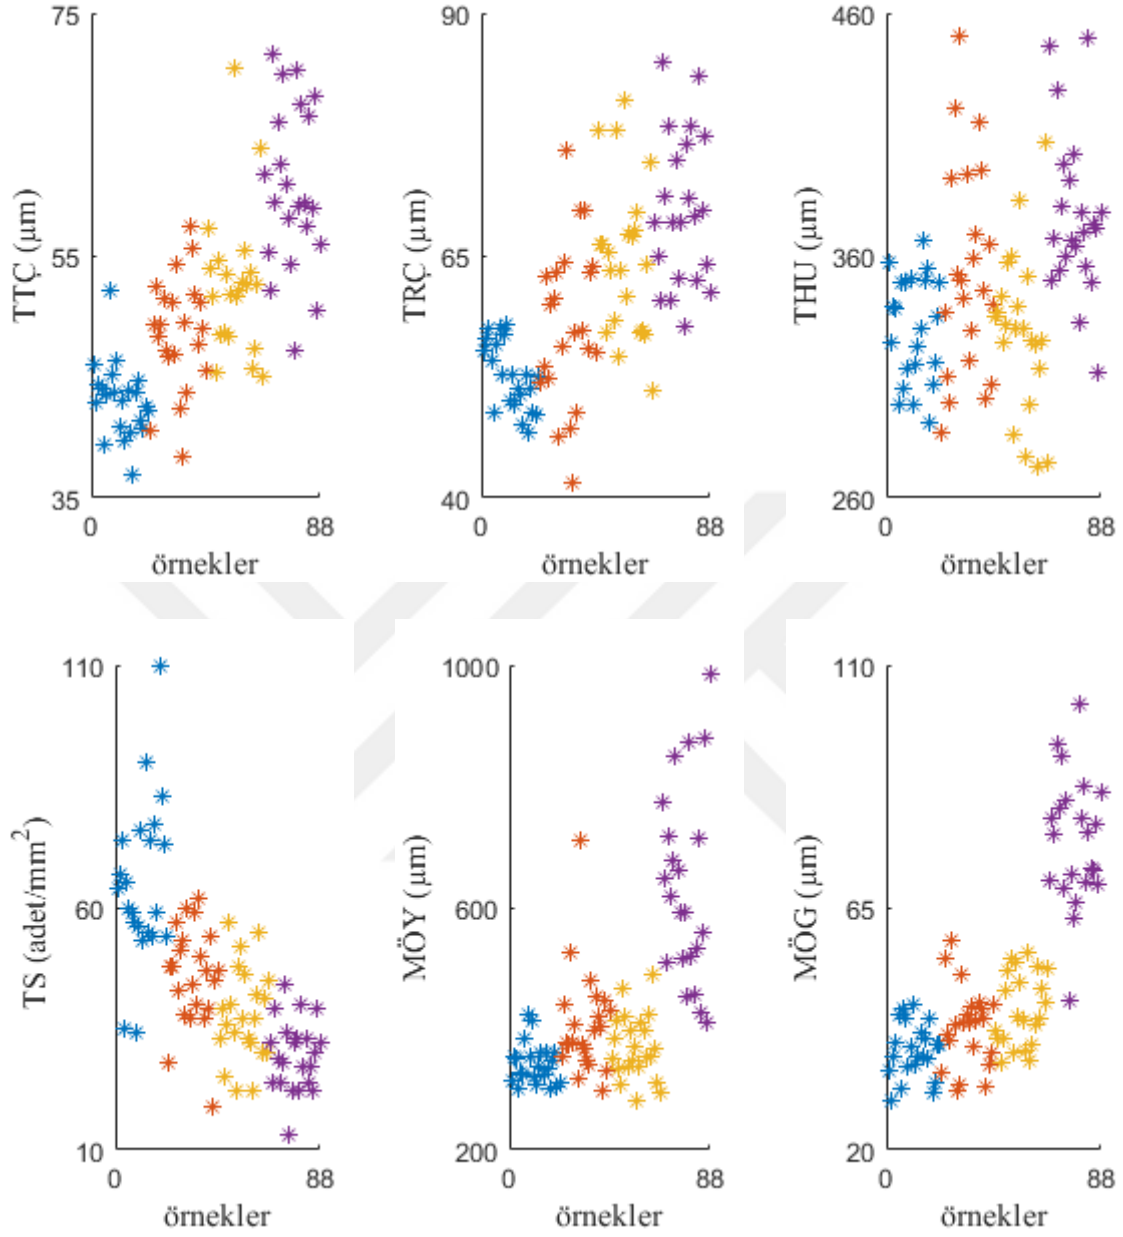 75
55
35
TTÇ (µm)
0 88
örnekler
90
65
40
TRÇ (µm)
0 88
örnekler
460
360
260
THU (µm)
0 88
örnekler
110
60
10
TS (adet/mm²)
0 88
örnekler
1000
600
200
MÖY (µm)
0 88
örnekler
110
65
20
MÖG (µm)
0 88
örnekler